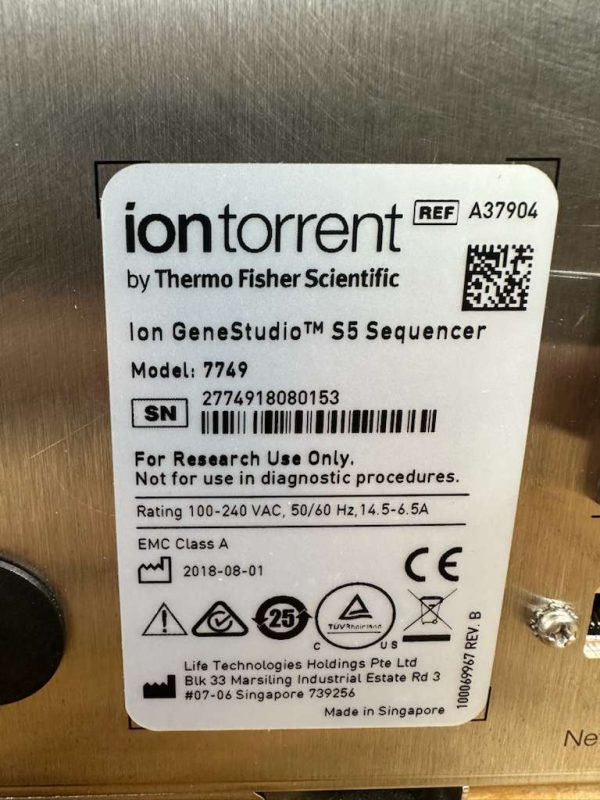 iontorrent REF A37904
by Thermo Fisher Scientific
Ion GeneStudio™ S5 Sequencer
Model: 7749
SN 2774918080153
For Research Use Only.
Not for use in diagnostic procedures.
Rating 100-240 VAC, 50/60 Hz,14.5-6.5A
EMC Class A
2018-08-01
CE
25
TÜVRheinland
C US
Life Technologies Holdings Pte Ltd
Blk 33 Marsiling Industrial Estate Rd 3
#07-06 Singapore 739256
Made in Singapore
100069967 REV. B